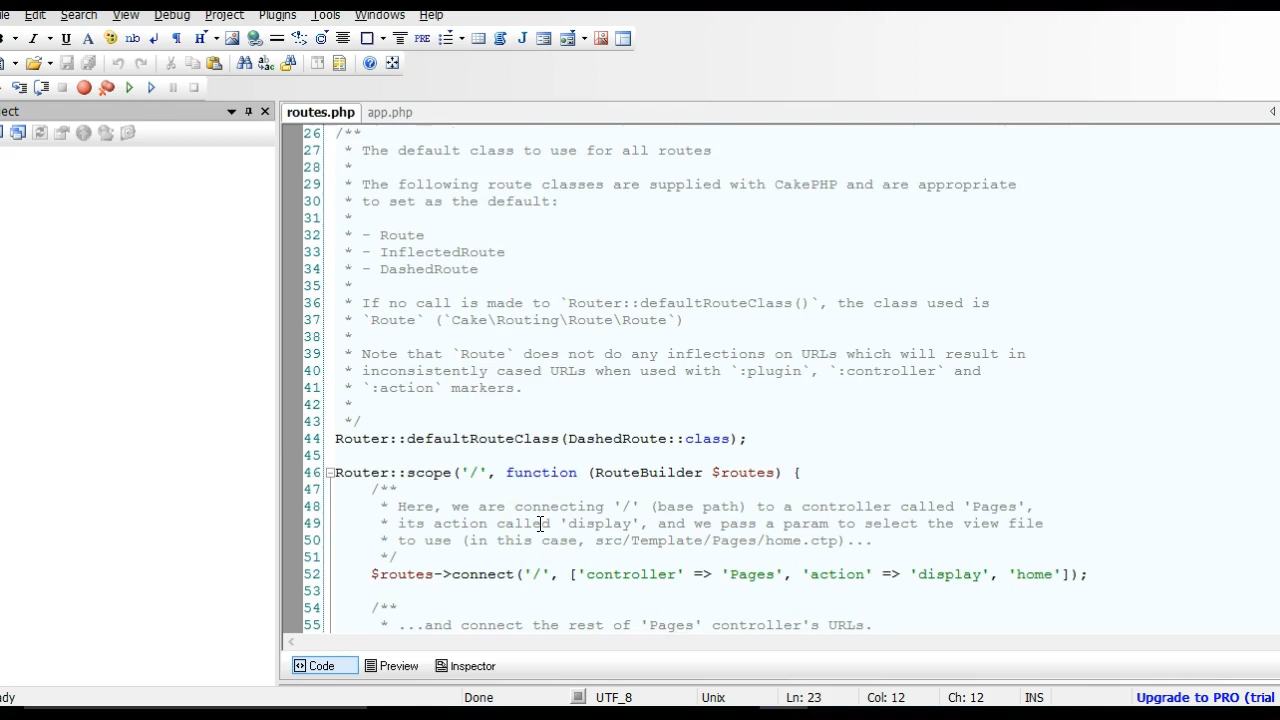 ile Edit Search View Debug Project Plugins Tools Windows Help
I U A nb ¶ H PRE J
ect
routes.php app.php
26 /**
27 * The default class to use for all routes
28 *
29 * The following route classes are supplied with CakePHP and are appropriate
30 * to set as the default:
31 *
32 * - Route
33 * - InflectedRoute
34 * - DashedRoute
35 *
36 * If no call is made to `Router::defaultRouteClass()`, the class used is
37 * `Route` (`Cake\Routing\Route\Route`)
38 *
39 * Note that `Route` does not do any inflections on URLs which will result in
40 * inconsistently cased URLs when used with `:plugin`, `:controller` and
41 * `:action` markers.
42 *
43 */
44 Router::defaultRouteClass(DashedRoute::class);
45
46 Router::scope('/', function (RouteBuilder $routes) {
47 /**
48 * Here, we are connecting '/' (base path) to a controller called 'Pages',
49 * its action called 'display', and we pass a param to select the view file
50 * to use (in this case, src/Template/Pages/home.ctp)...
51 */
52 $routes->connect('/', ['controller' => 'Pages', 'action' => 'display', 'home']);
53
54 /**
55 * ...and connect the rest of 'Pages' controller's URLs.
Code Preview Inspector
dy Done UTF_8 Unix Ln: 23 Col: 12 Ch: 12 INS Upgrade to PRO (trial